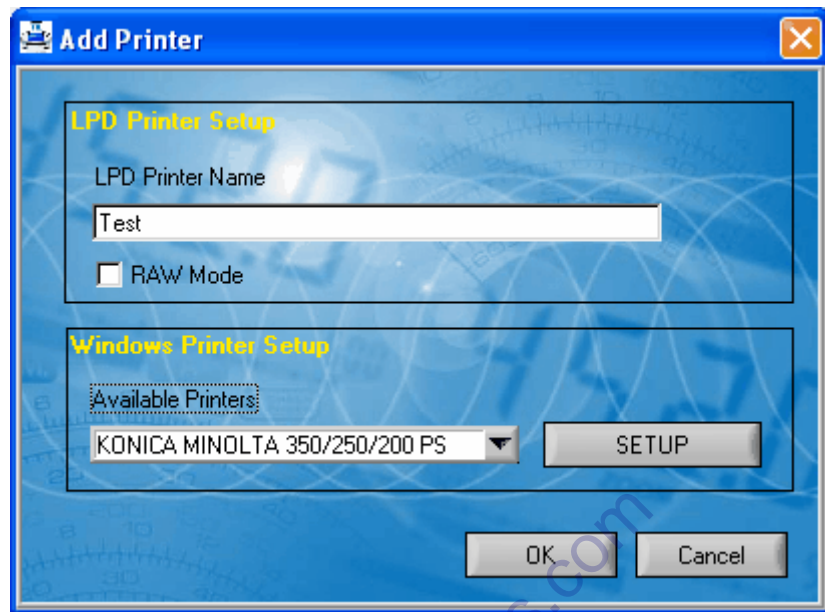 Add Printer
LPD Printer Setup
LPD Printer Name
Test
RAW Mode
Windows Printer Setup
Available Printers
KONICA MINOLTA 350/250/200 PS
SETUP
OK
Cancel